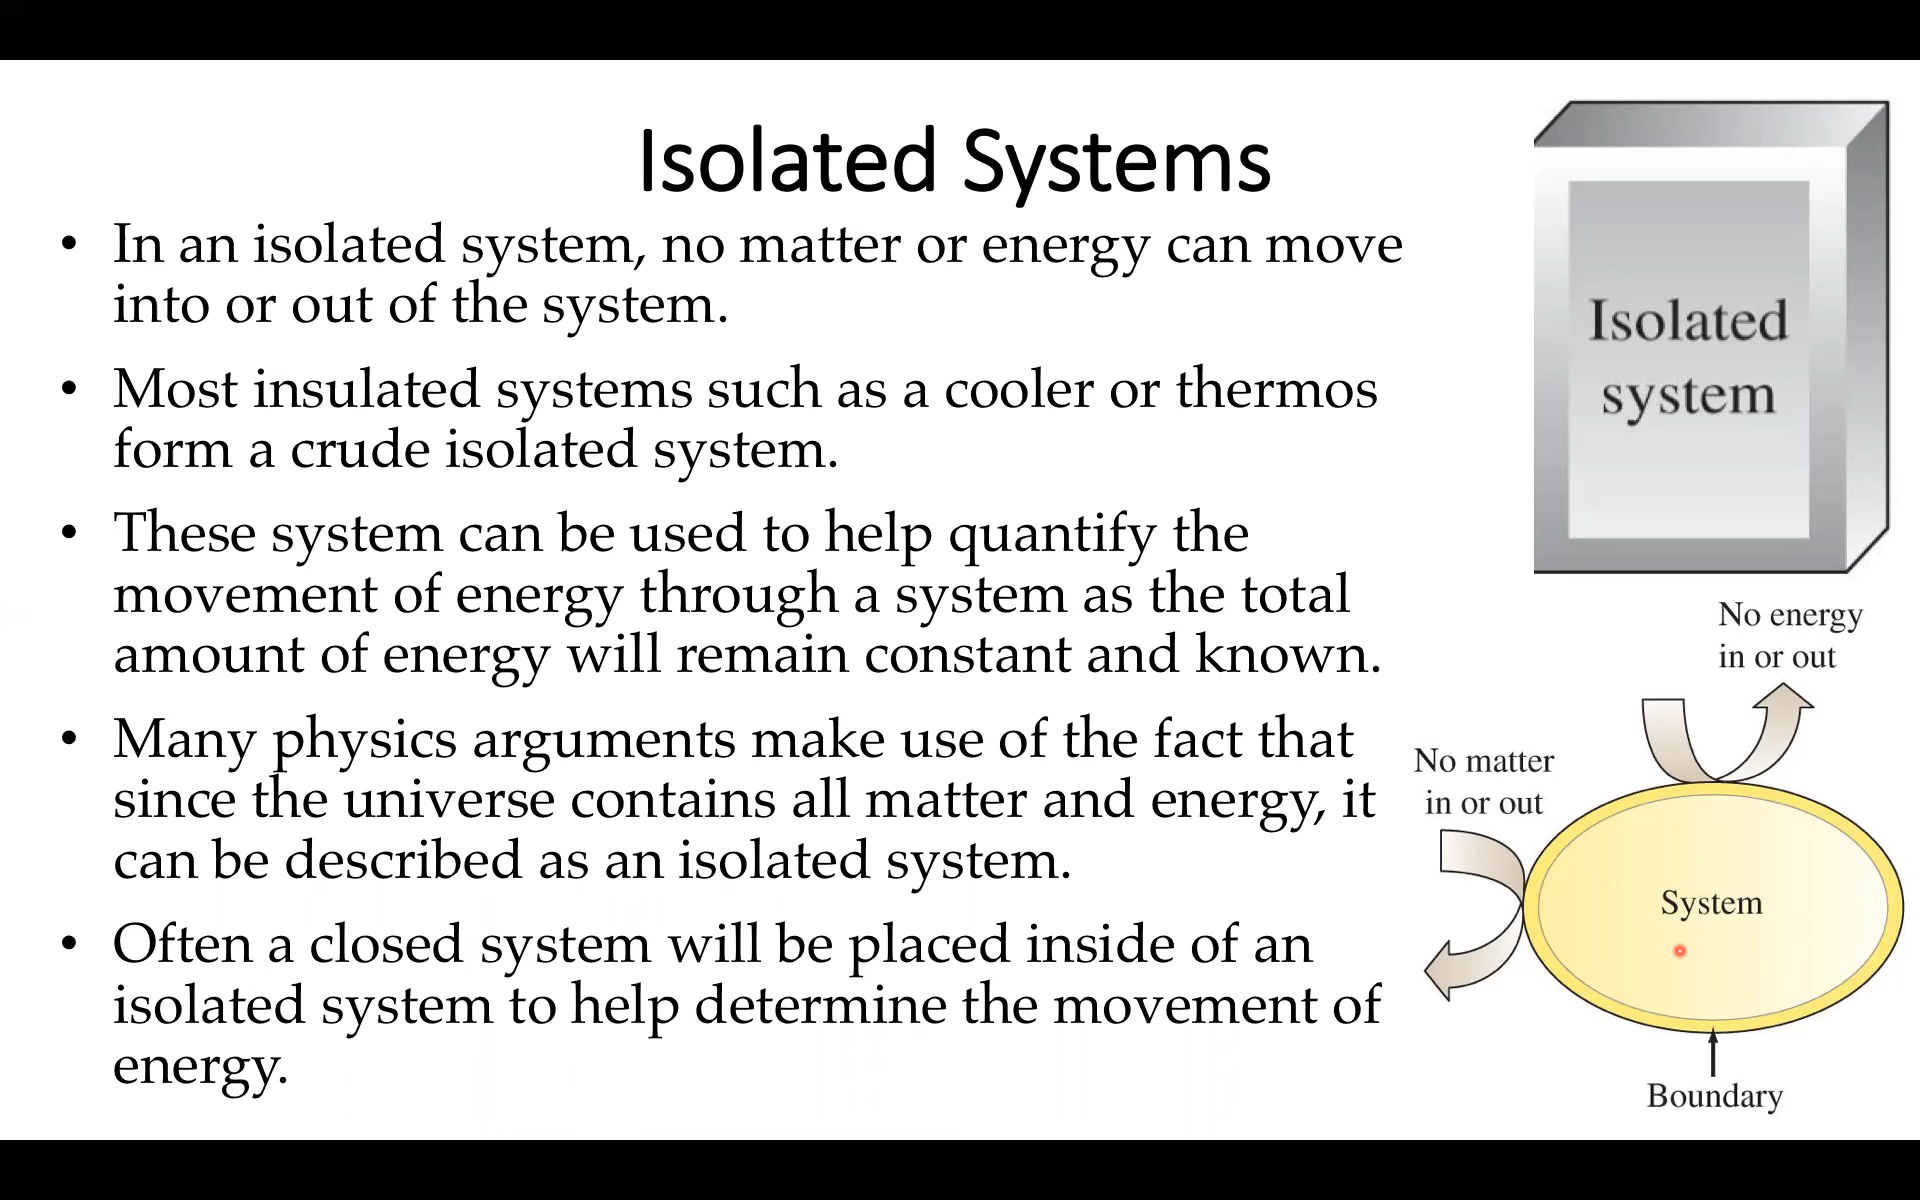 Isolated Systems
• In an isolated system, no matter or energy can move
into or out of the system.
• Most insulated systems such as a cooler or thermos
form a crude isolated system.
• These system can be used to help quantify the
movement of energy through a system as the total
amount of energy will remain constant and known.
• Many physics arguments make use of the fact that
since the universe contains all matter and energy, it
can be described as an isolated system.
• Often a closed system will be placed inside of an
isolated system to help determine the movement of
energy.
Isolated
system
No energy
in or out
No matter
in or out
System
Boundary